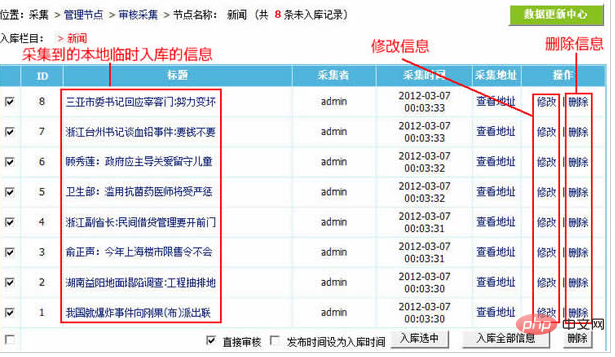 位置：采集 > 管理节点 > 审核采集 > 节点名称： 新闻（共 8 条未入库记录）
数据更新中心
入库栏目： > 新闻
采集到的本地临时入库的信息
修改信息
删除信息
ID 标题 采集者 采集时间 采集地址 操作
8 三亚市委书记回应宰客门:努力变坏 admin 2012-03-07 00:03:33 查看地址 修改 | 删除
7 浙江台州书记谈血铅事件:要钱不要 admin 2012-03-07 00:03:33 查看地址 修改 | 删除
6 顾秀莲：政府应主导关爱留守儿童 admin 2012-03-07 00:03:32 查看地址 修改 | 删除
5 卫生部：滥用抗菌药医师将受严惩 admin 2012-03-07 00:03:32 查看地址 修改 | 删除
4 浙江副省长:民间借贷管理要开前门 admin 2012-03-07 00:03:31 查看地址 修改 | 删除
3 俞正声：今年上海楼市限售令不会 admin 2012-03-07 00:03:31 查看地址 修改 | 删除
2 湖南益阳地面塌陷调查:工程抽排地 admin 2012-03-07 00:03:30 查看地址 修改 | 删除
1 我国就爆炸事件向刚果(布)派出联 admin 2012-03-07 00:03:30 查看地址 修改 | 删除
直接审核 发布时间设为入库时间 入库选中 入库全部信息 删除
php 中文网